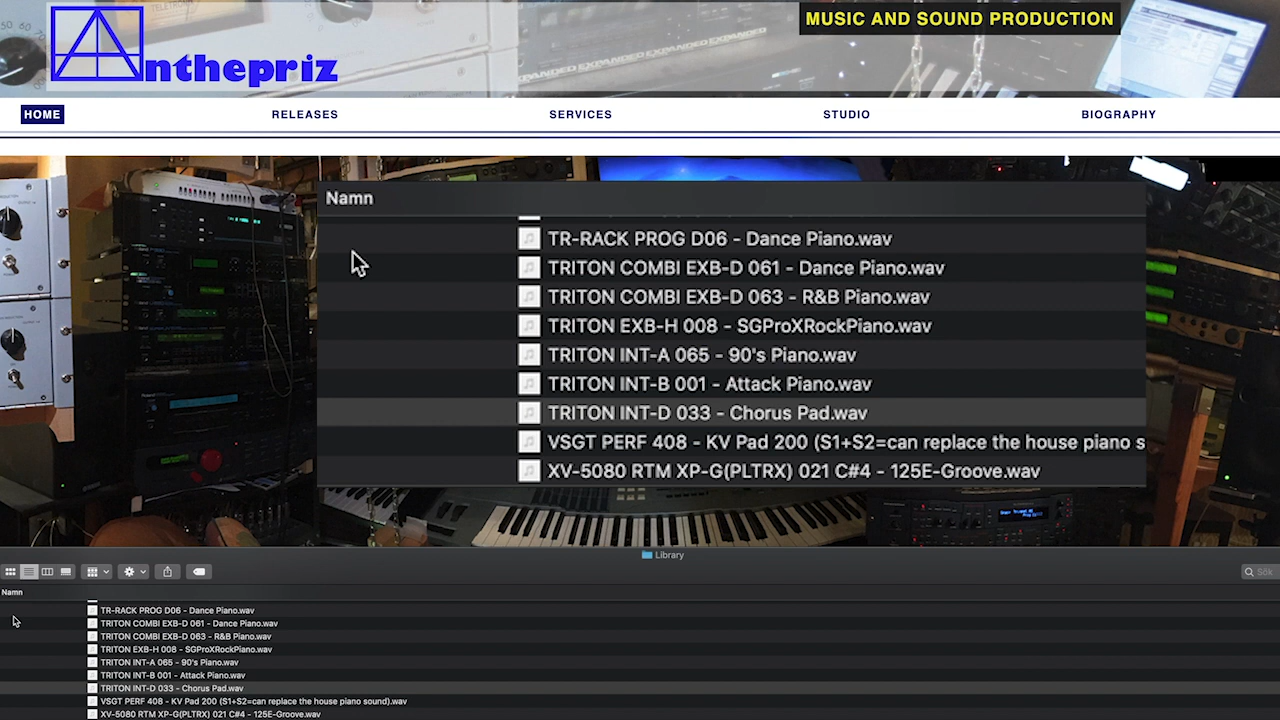 MUSIC AND SOUND PRODUCTION
Anthepriz
EXPANDED EXPANDED EXPANDED
HOME RELEASES SERVICES STUDIO BIOGRAPHY
Namn
TR-RACK PROG D06 - Dance Piano.wav
TRITON COMBI EXB-D 061 - Dance Piano.wav
TRITON COMBI EXB-D 063 - R&B Piano.wav
TRITON EXB-H 008 - SGProXRockPiano.wav
TRITON INT-A 065 - 90's Piano.wav
TRITON INT-B 001 - Attack Piano.wav
TRITON INT-D 033 - Chorus Pad.wav
VSGT PERF 408 - KV Pad 200 (S1+S2=can replace the house piano s
XV-5080 RTM XP-G(PLTRX) 021 C#4 - 125E-Groove.wav
Library
Sök
Namn
TR-RACK PROG D06 - Dance Piano.wav
TRITON COMBI EXB-D 061 - Dance Piano.wav
TRITON COMBI EXB-D 063 - R&B Piano.wav
TRITON EXB-H 008 - SGProXRockPiano.wav
TRITON INT-A 065 - 90's Piano.wav
TRITON INT-B 001 - Attack Piano.wav
TRITON INT-D 033 - Chorus Pad.wav
VSGT PERF 408 - KV Pad 200 (S1+S2=can replace the house piano sound).wav
XV-5080 RTM XP-G(PLTRX) 021 C#4 - 125E-Groove.wav